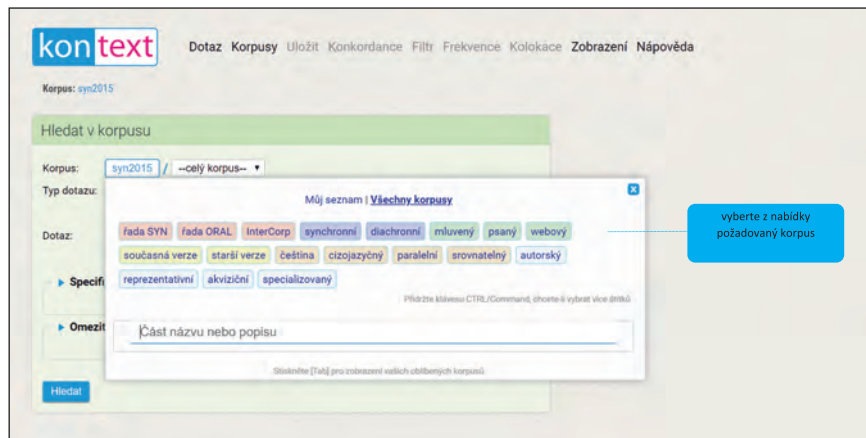 kontext
Dotaz Korpusy Uložit Konkordance Filtr Frekvence Kolokace Zobrazení Nápověda
Korpus: syn2015
Hledat v korpusu
Korpus: syn2015 / --celý korpus--
Typ dotazu:
Můj seznam | Všechny korpusy
Dotaz:
řada SYN řada ORAL InterCorp synchronní diachronní mluvený psaný webový
současná verze starší verze čeština cizojazyčný paralelní srovnatelný autorský
reprezentativní akviziční specializovaný
Specifi
Přidržte klávesu CTRL/Command, chcete-li vybrat více štítků
Omezit
Část názvu nebo popisu
Stiskněte [Tab] pro zobrazení vašich oblíbených korpusů
Hledat
vyberte z nabídky
požadovaný korpus